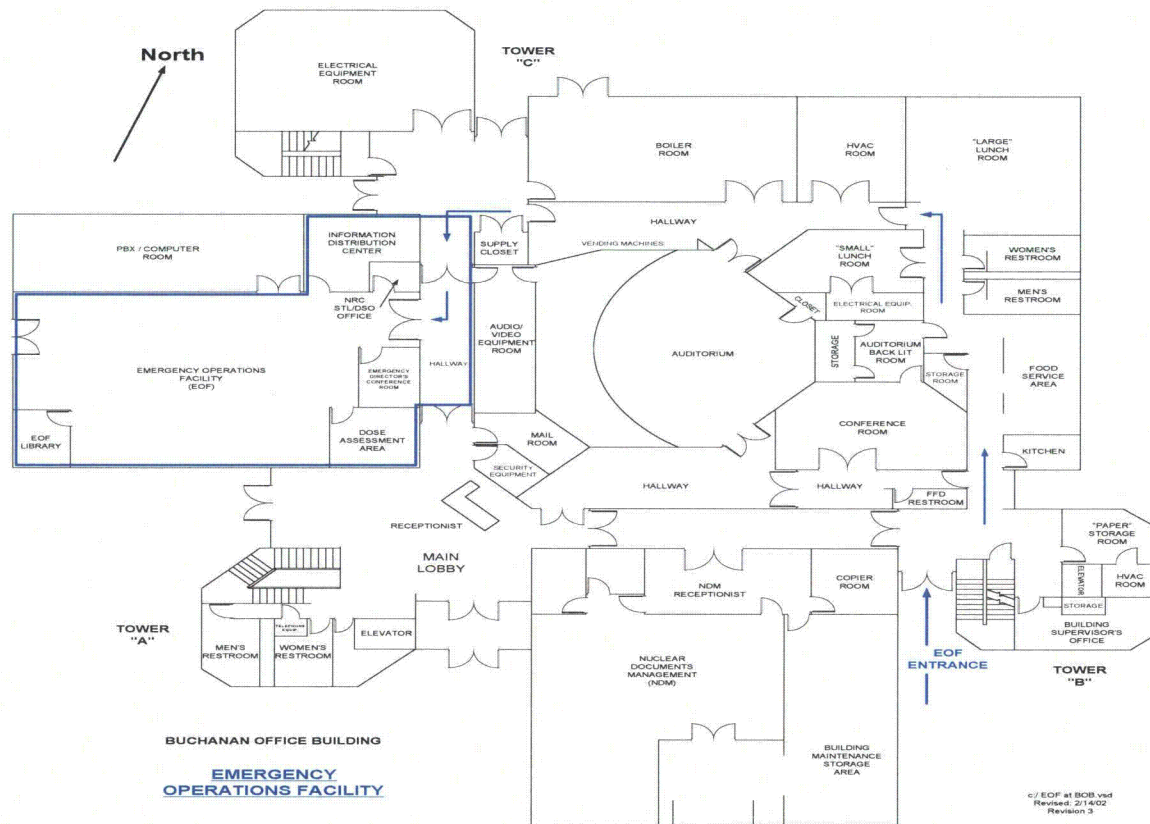 North
TOWER
"C"
ELECTRICAL
EQUIPMENT
ROOM
BOILER
ROOM
HVAC
ROOM
"LARGE"
LUNCH
ROOM
HALLWAY
VENDING MACHINES
PBX / COMPUTER
ROOM
INFORMATION
DISTRIBUTION
CENTER
SUPPLY
CLOSET
"SMALL"
LUNCH
ROOM
WOMEN'S
RESTROOM
MEN'S
RESTROOM
NRC
STL/DSO
OFFICE
CLOSET
ELECTRICAL EQUIP.
ROOM
AUDIO/
VIDEO
EQUIPMENT
ROOM
AUDITORIUM
STORAGE
AUDITORIUM
BACK LIT
ROOM
STORAGE
ROOM
FOOD
SERVICE
AREA
EMERGENCY OPERATIONS
FACILITY
(EOF)
EMERGENCY
DIRECTOR'S
CONFERENCE
ROOM
HALLWAY
EOF
LIBRARY
DOSE
ASSESSMENT
AREA
MAIL
ROOM
CONFERENCE
ROOM
KITCHEN
SECURITY
EQUIPMENT
HALLWAY
HALLWAY
FFD
RESTROOM
RECEPTIONIST
MAIN
LOBBY
"PAPER"
STORAGE
ROOM
NDM
RECEPTIONIST
COPIER
ROOM
ELEVATOR
HVAC
ROOM
STORAGE
BUILDING
SUPERVISOR'S
OFFICE
TOWER
"A"
MEN'S
RESTROOM
TELEPHONE
EQUIP.
WOMEN'S
RESTROOM
ELEVATOR
EOF
ENTRANCE
TOWER
"B"
NUCLEAR
DOCUMENTS
MANAGEMENT
(NDM)
BUILDING
MAINTENANCE
STORAGE
AREA
BUCHANAN OFFICE BUILDING
EMERGENCY
OPERATIONS FACILITY
c:/ EOF at BOB.vsd
Revised: 2/14/02
Revision 3